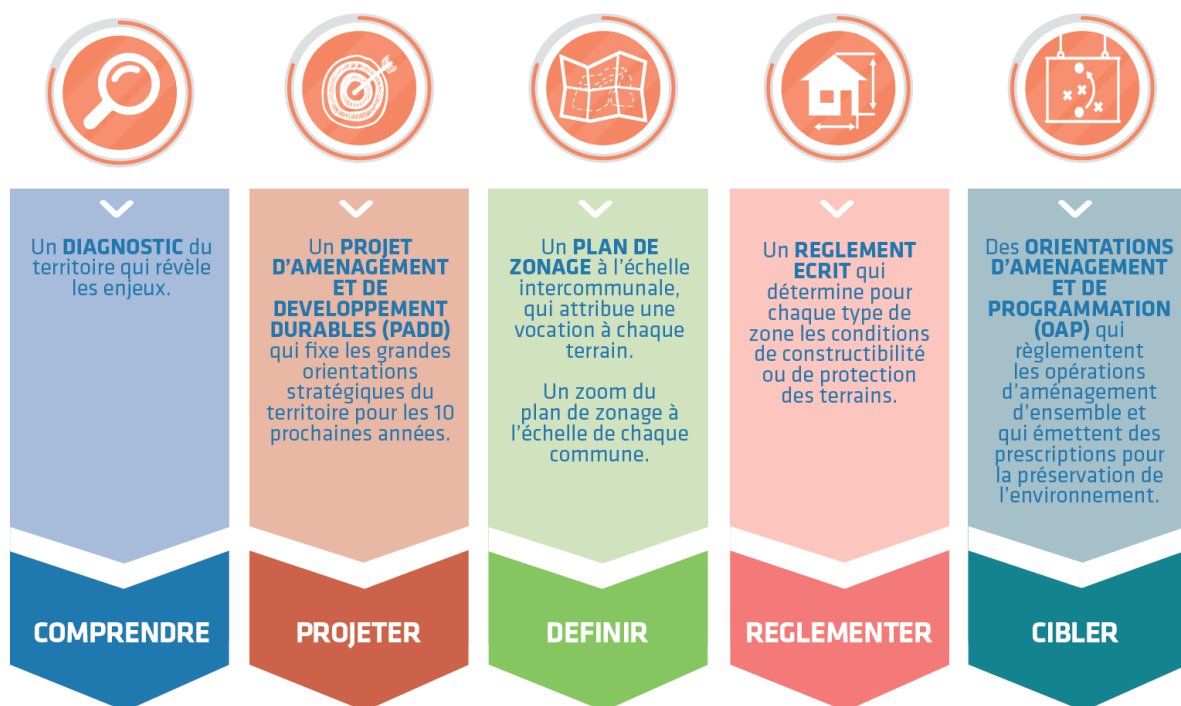 Un DIAGNOSTIC du
territoire qui révèle
les enjeux.
COMPRENDRE
Un PROJET
D'AMENAGEMENT
ET DE
DEVELOPPEMENT
DURABLES (PADD)
qui fixe les grandes
orientations
stratégiques du
territoire pour les 10
prochaines années.
PROJETER
Un PLAN DE
ZONAGE à l'échelle
intercommunale,
qui attribue une
vocation à chaque
terrain.
Un zoom du
plan de zonage à
l'échelle de chaque
commune.
DEFINIR
Un REGLEMENT
ECRIT qui
détermine pour
chaque type de
zone les conditions
de constructibilité
ou de protection
des terrains.
REGLEMENTER
Des ORIENTATIONS
D'AMENAGEMENT
ET DE
PROGRAMMATION
(OAP) qui
règlementent
les opérations
d'aménagement
d'ensemble et
qui émettent des
prescriptions pour
la préservation de
l'environnement.
CIBLER